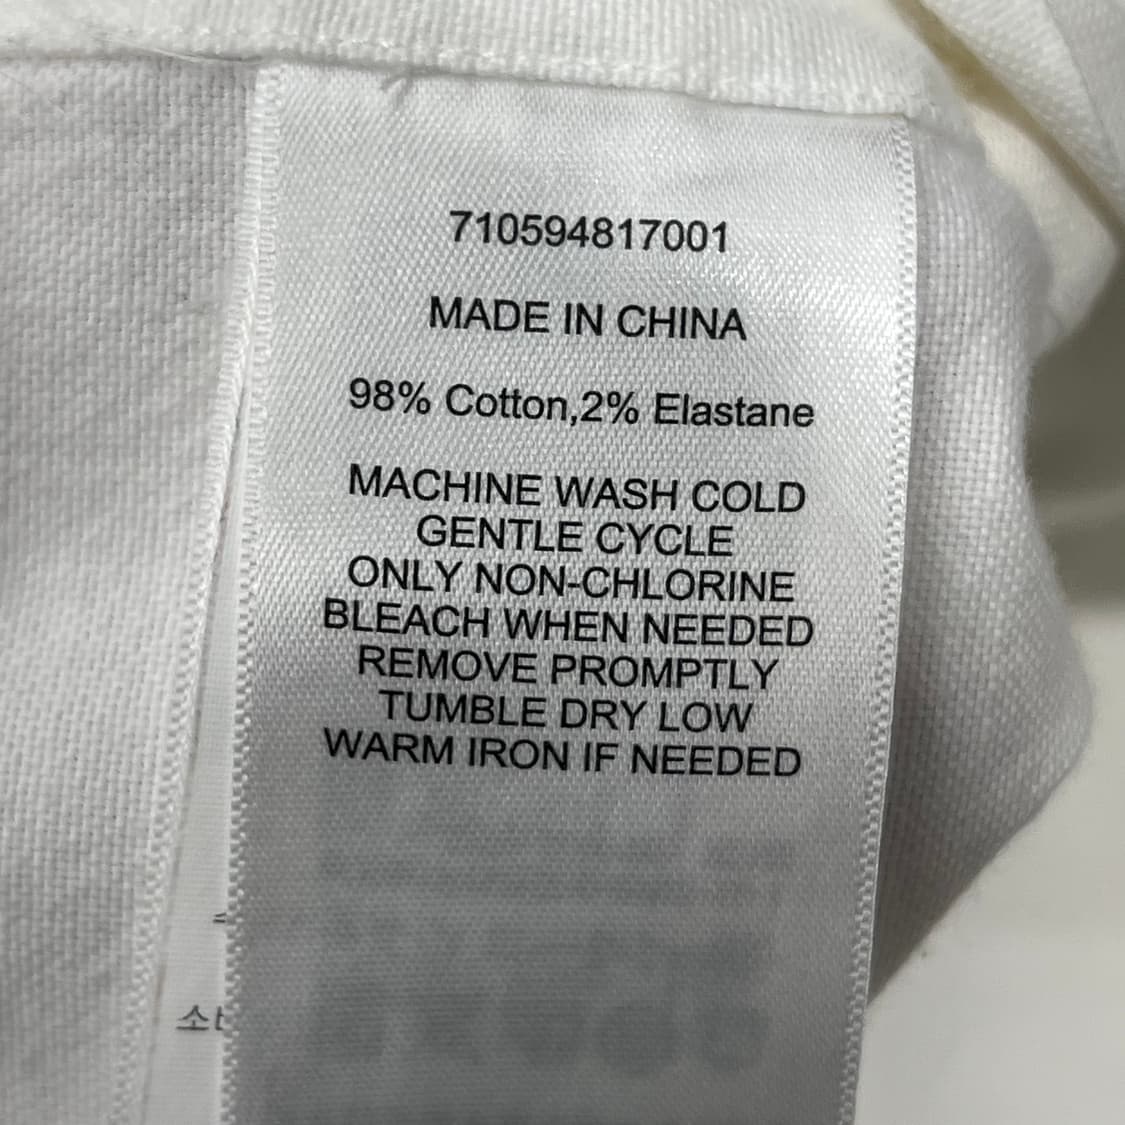 710594817001
MADE IN CHINA
98% Cotton,2% Elastane
MACHINE WASH COLD
GENTLE CYCLE
ONLY NON-CHLORINE
BLEACH WHEN NEEDED
REMOVE PROMPTLY
TUMBLE DRY LOW
WARM IRON IF NEEDED